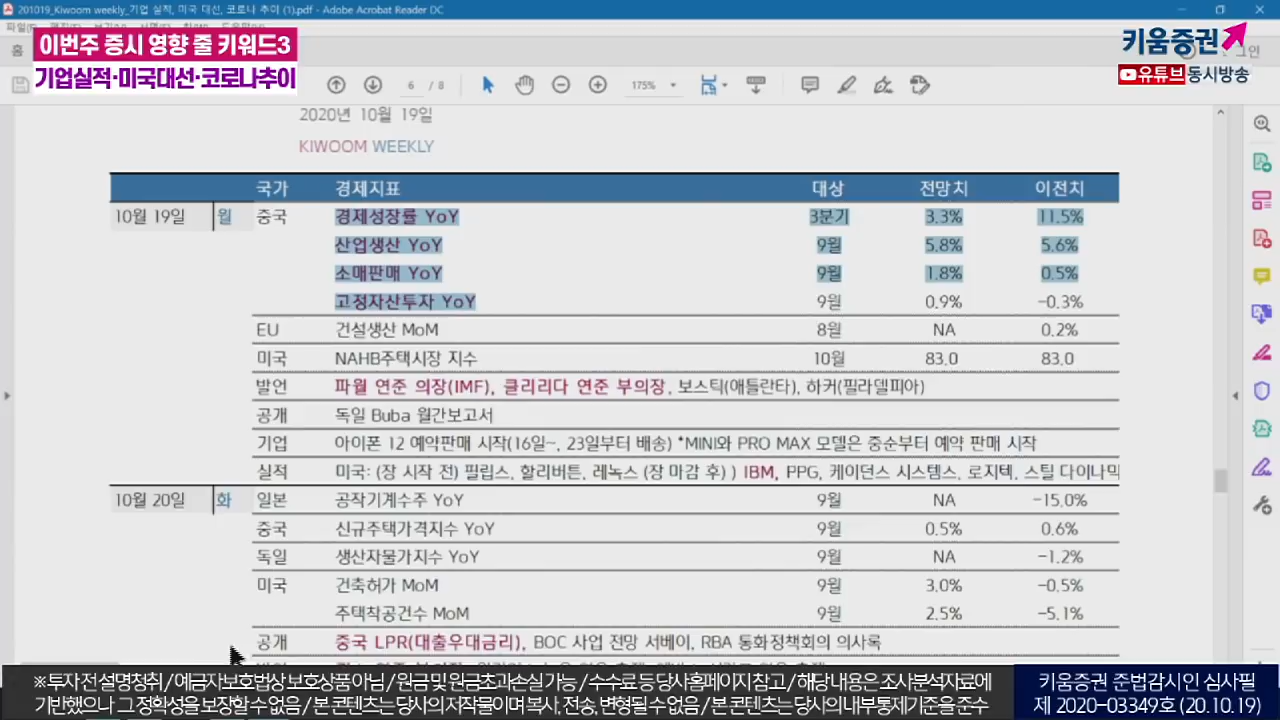 201019_Kiwoom weekly_기업 실적, 미국 대선, 코로나 추이 (1).pdf - Adobe Acrobat Reader DC
이번주 증시 영향 줄 키워드3
기업실적·미국대선·코로나추이
키움증권
유튜브동시방송
홈
6
175%
2020년 10월 19일
KIWOOM WEEKLY
국가 경제지표 대상 전망치 이전치
10월 19일 월 중국 경제성장률 YoY 3분기 3.3% 11.5%
산업생산 YoY 9월 5.8% 5.6%
소매판매 YoY 9월 1.8% 0.5%
고정자산투자 YoY 9월 0.9% -0.3%
EU 건설생산 MoM 8월 NA 0.2%
미국 NAHB주택시장 지수 10월 83.0 83.0
발언 파월 연준 의장(IMF), 클리리다 연준 부의장, 보스틱(애틀란타), 하커(필라델피아)
공개 독일 Buba 월간보고서
기업 아이폰 12 예약판매 시작(16일~, 23일부터 배송) *MINI와 PRO MAX 모델은 중순부터 예약 판매 시작
실적 미국: (장 시작 전) 필립스, 할리버튼, 레녹스 (장 마감 후) ) IBM, PPG, 케이던스 시스템스, 로지텍, 스틸 다이나믹
10월 20일 화 일본 공작기계수주 YoY 9월 NA -15.0%
중국 신규주택가격지수 YoY 9월 0.5% 0.6%
독일 생산자물가지수 YoY 9월 NA -1.2%
미국 건축허가 MoM 9월 3.0% -0.5%
주택착공건수 MoM 9월 2.5% -5.1%
공개 중국 LPR(대출우대금리), BOC 사업 전망 서베이, RBA 통화정책회의 의사록
※ 투자 전 설명청취 / 예금자보호법상 보호상품 아님 / 원금 및 원금초과손실 가능 / 수수료 등 당사홈페이지 참고 / 해당 내용은 조사분석자료에
기반했으나 그 정확성을 보장할 수 없음 / 본 콘텐츠는 당사의 저작물이며 복사, 전송, 변형될 수 없음 / 본 콘텐츠는 당사의 내부통제기준을 준수
키움증권 준법감시인 심사필
제 2020-03349호 (20.10.19)